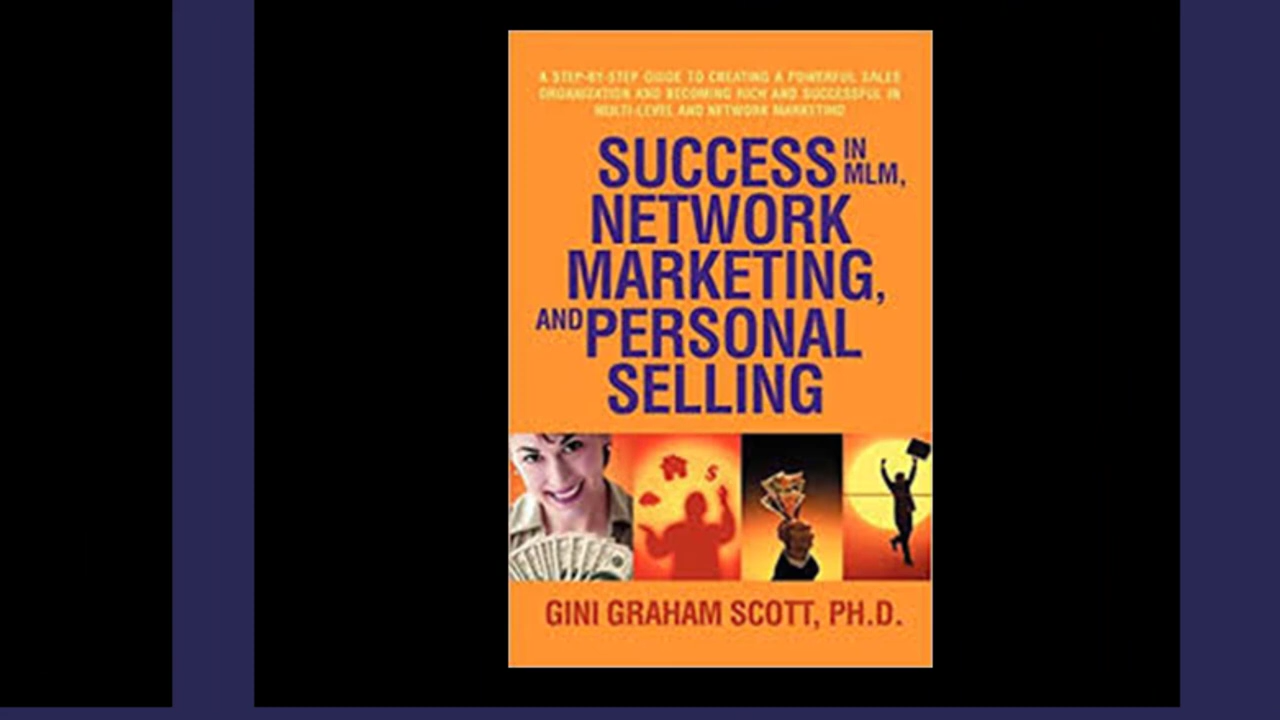 A STEP-BY-STEP GUIDE TO CREATING A POWERFUL SALES
ORGANIZATION AND BECOMING RICH AND SUCCESSFUL IN
MULTI-LEVEL AND NETWORK MARKETING
SUCCESS IN
MLM,
NETWORK
MARKETING,
AND PERSONAL
SELLING
$
GINI GRAHAM SCOTT, PH.D.